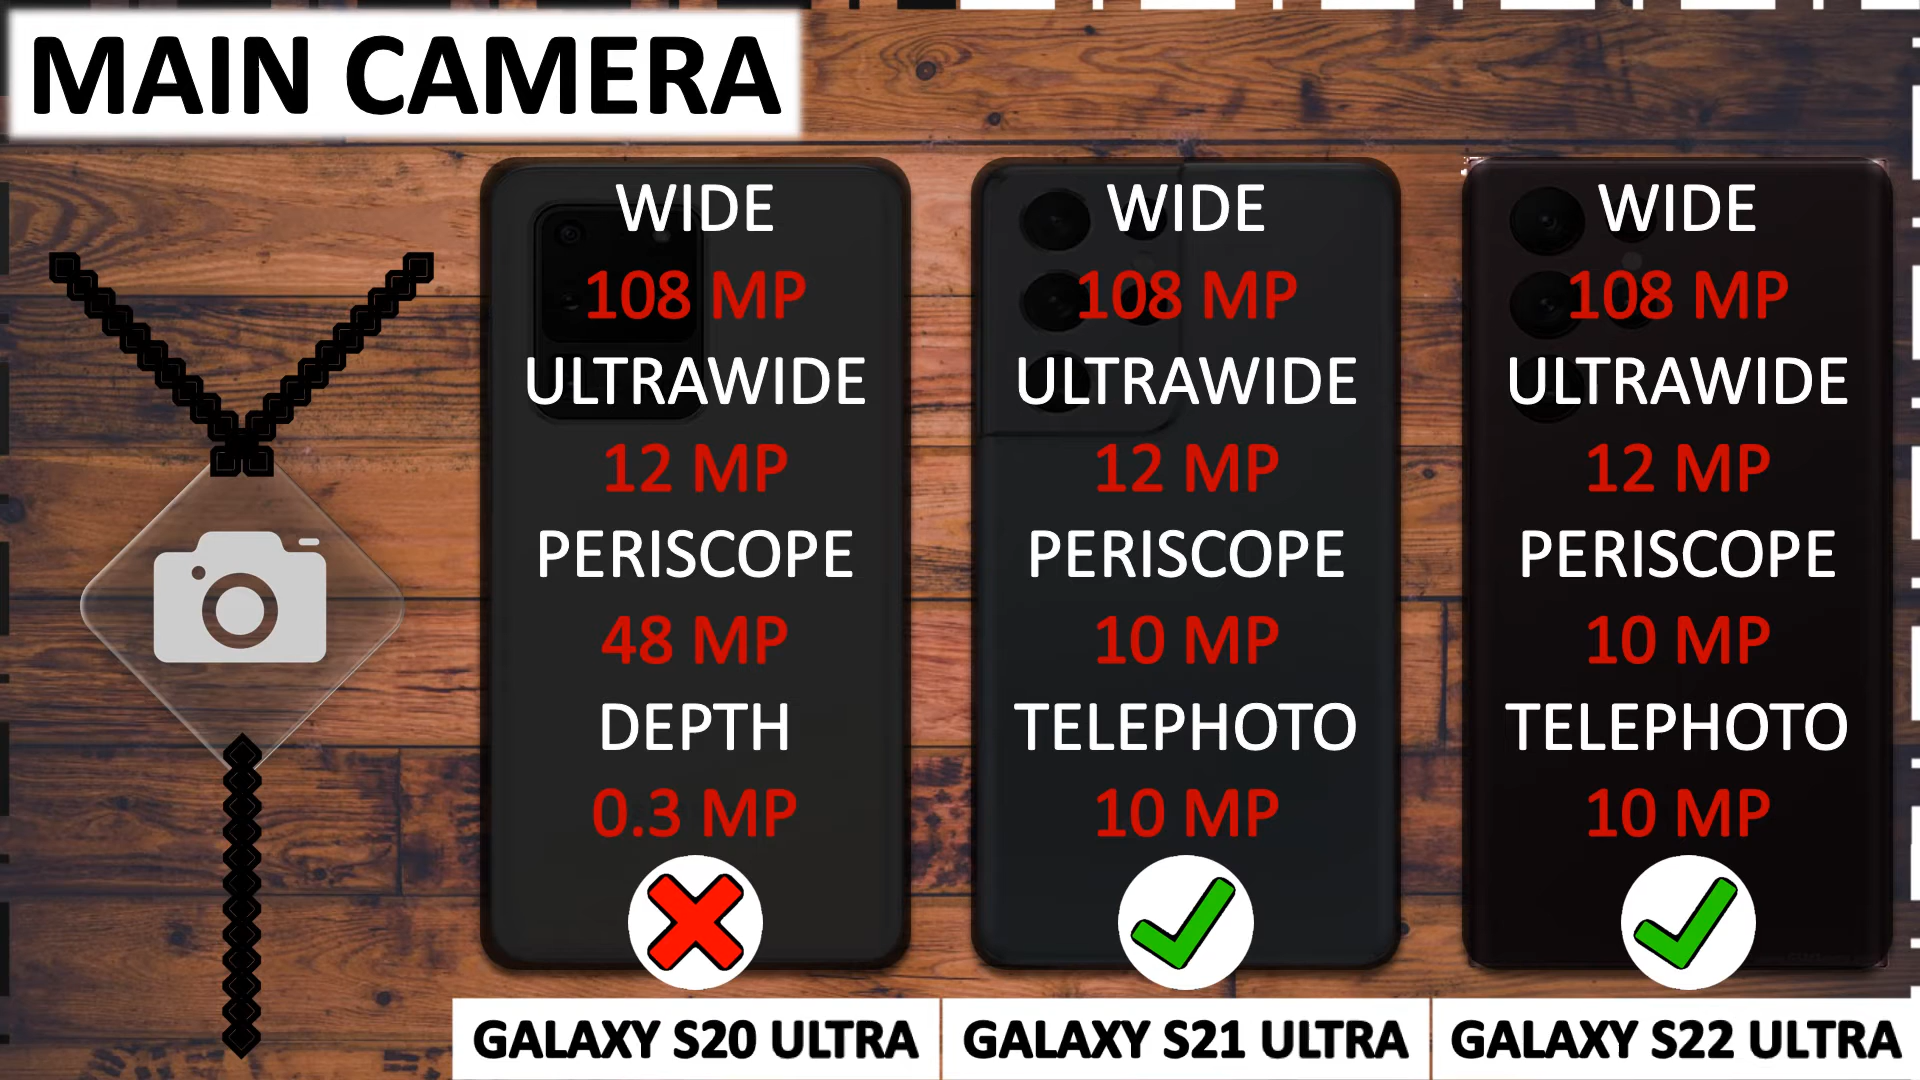 MAIN CAMERA
WIDE
108 MP
ULTRAWIDE
12 MP
PERISCOPE
48 MP
DEPTH
0.3 MP
GALAXY S20 ULTRA
WIDE
108 MP
ULTRAWIDE
12 MP
PERISCOPE
10 MP
TELEPHOTO
10 MP
GALAXY S21 ULTRA
WIDE
108 MP
ULTRAWIDE
12 MP
PERISCOPE
10 MP
TELEPHOTO
10 MP
GALAXY S22 ULTRA